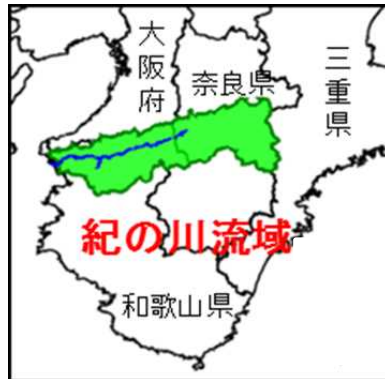 大阪府
奈良県
三重県
紀の川流域
和歌山県